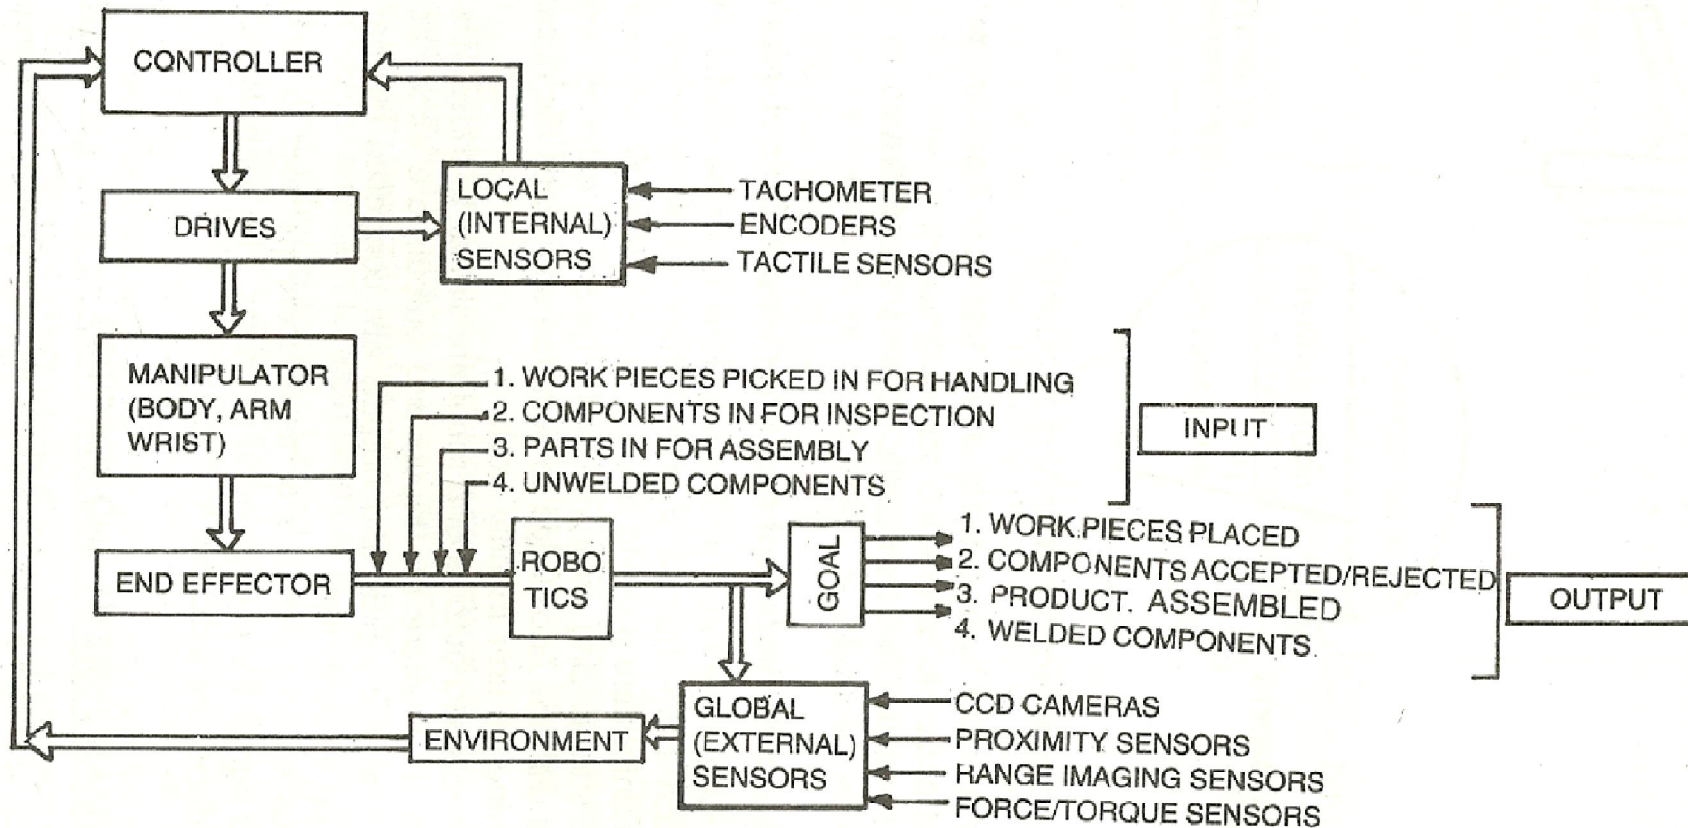 CONTROLLER
DRIVES
LOCAL
(INTERNAL)
SENSORS
TACHOMETER
ENCODERS
TACTILE SENSORS
MANIPULATOR
(BODY, ARM
WRIST)
1. WORK PIECES PICKED IN FOR HANDLING
2. COMPONENTS IN FOR INSPECTION
3. PARTS IN FOR ASSEMBLY
4. UNWELDED COMPONENTS
INPUT
END EFFECTOR
ROBO
TICS
GOAL
1. WORK.PIECES PLACED
2. COMPONENTS ACCEPTED/REJECTED
3. PRODUCT. ASSEMBLED
4. WELDED COMPONENTS.
OUTPUT
GLOBAL
(EXTERNAL)
SENSORS
CCD CAMERAS
PROXIMITY SENSORS
RANGE IMAGING SENSORS
FORCE/TORQUE SENSORS
ENVIRONMENT